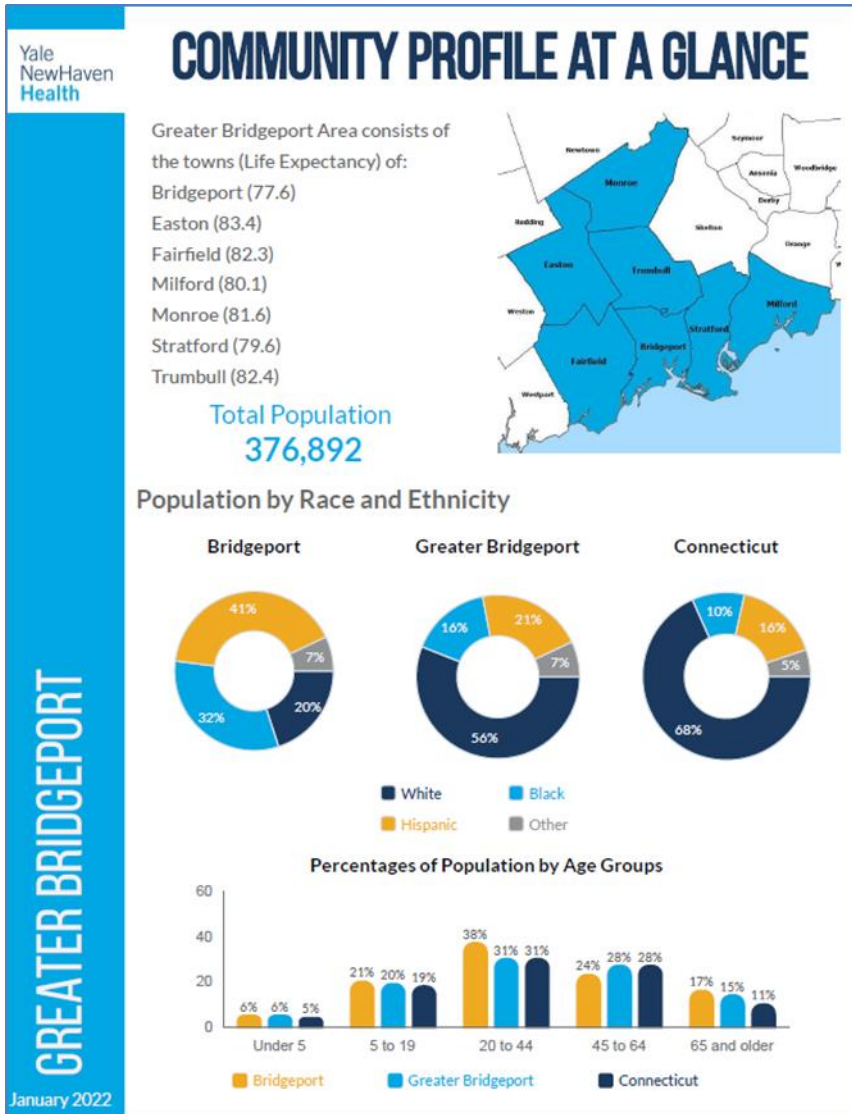 Yale
NewHaven
Health
COMMUNITY PROFILE AT A GLANCE
Greater Bridgeport Area consists of
the towns (Life Expectancy) of:
Bridgeport (77.6)
Easton (83.4)
Fairfield (82.3)
Milford (80.1)
Monroe (81.6)
Stratford (79.6)
Trumbull (82.4)
Total Population
376,892
Newtown
Seymoor
Woodbridge
Ansonia
Derby
Monroe
Redding
Shelton
Orange
Easton
Trumbull
Weston
Milford
Stratford
Bridgeport
Fairfield
Westport
Population by Race and Ethnicity
Bridgeport
41%
7%
32%
20%
Greater Bridgeport
16%
21%
7%
56%
Connecticut
10%
16%
5%
68%
White
Black
Hispanic
Other
Percentages of Population by Age Groups
60
40
20
0
6% 6% 5%
21% 20% 19%
38% 31% 31%
24% 28% 28%
17% 15% 11%
Under 5
5 to 19
20 to 44
45 to 64
65 and older
Bridgeport
Greater Bridgeport
Connecticut
GREATER BRIDGEPORT
January 2022